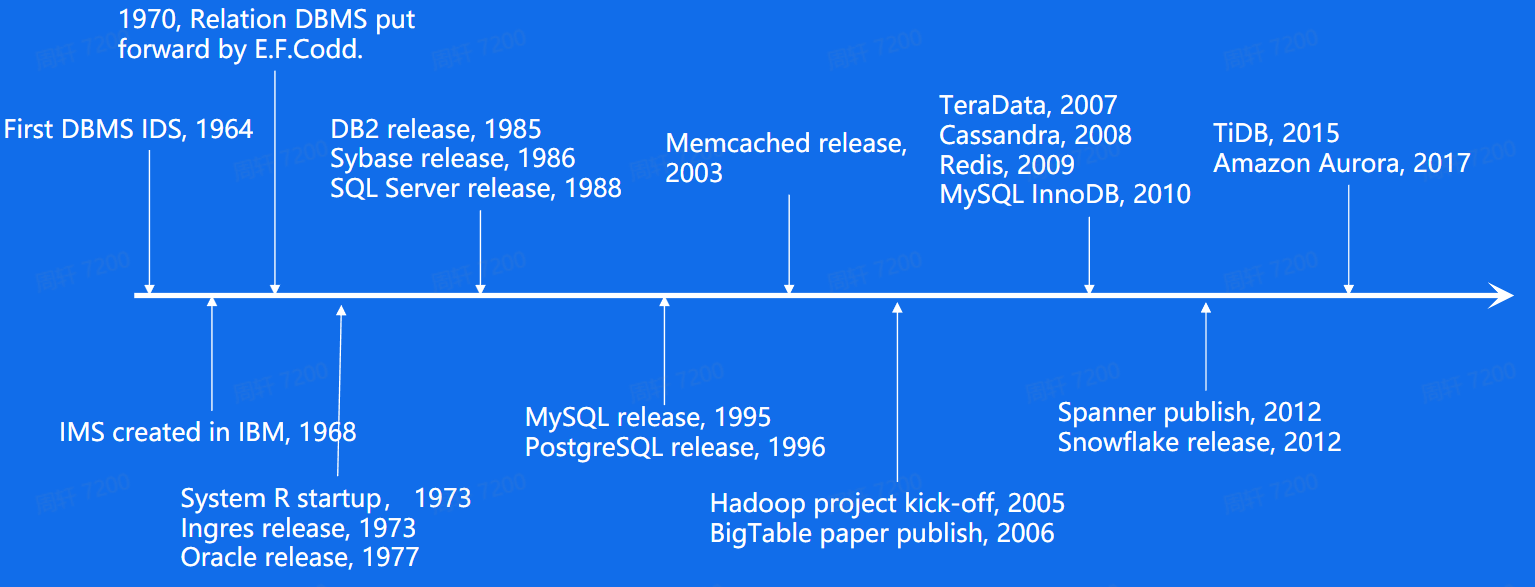 1970, Relation DBMS put
forward by E.F.Codd.
First DBMS IDS, 1964
DB2 release, 1985
Sybase release, 1986
SQL Server release, 1988
Memcached release,
2003
TeraData, 2007
Cassandra, 2008
Redis, 2009
MySQL InnoDB, 2010
TiDB, 2015
Amazon Aurora, 2017
IMS created in IBM, 1968
System R startup， 1973
Ingres release, 1973
Oracle release, 1977
MySQL release, 1995
PostgreSQL release, 1996
Hadoop project kick-off, 2005
BigTable paper publish, 2006
Spanner publish, 2012
Snowflake release, 2012
周轩 7200